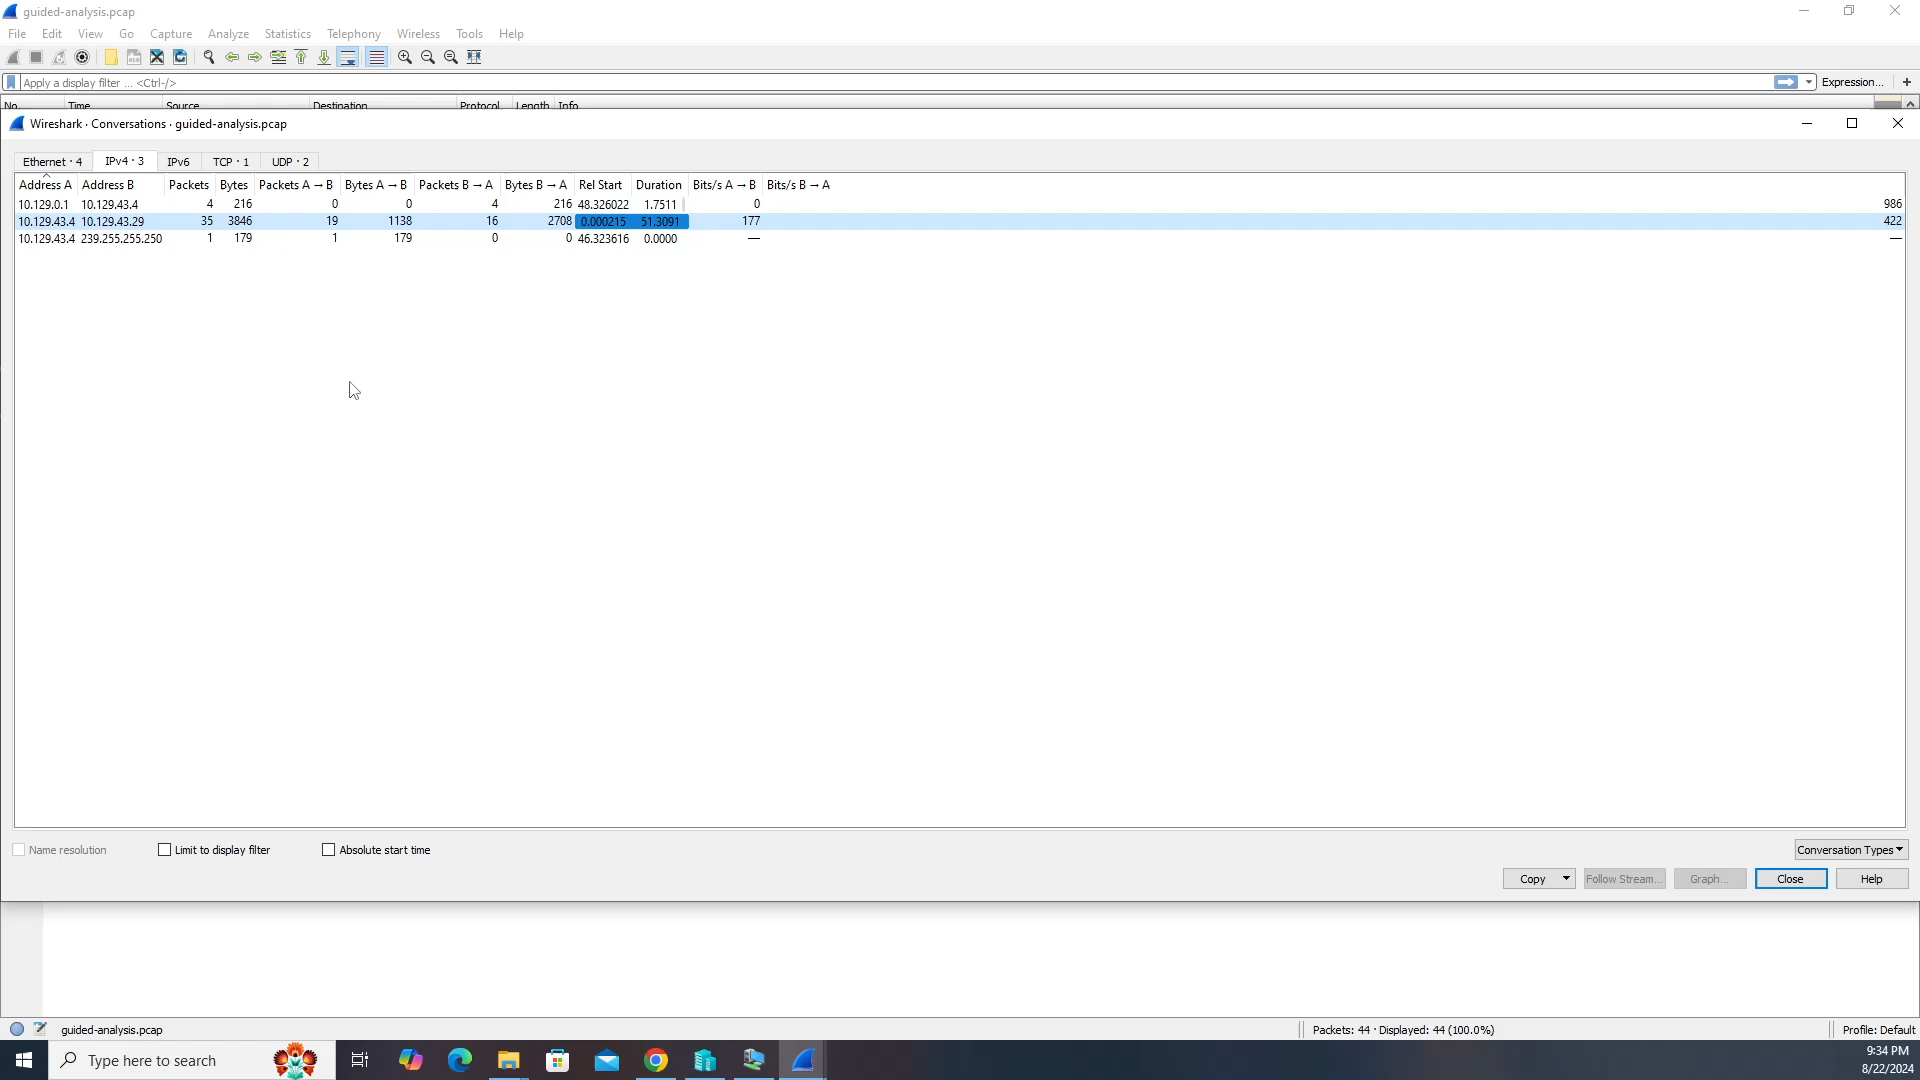 guided-analysis.pcap
File Edit View Go Capture Analyze Statistics Telephony Wireless Tools Help
Apply a display filter ... <Ctrl-/> Expression... +
No. Time Source Destination Protocol Length Info
Wireshark · Conversations · guided-analysis.pcap
Ethernet · 4 IPv4 · 3 IPv6 TCP · 1 UDP · 2
Address A Address B Packets Bytes Packets A → B Bytes A → B Packets B → A Bytes B → A Rel Start Duration Bits/s A → B Bits/s B → A
10.129.0.1 10.129.43.4 4 216 0 0 4 216 48.326022 1.7511 0 986
10.129.43.4 10.129.43.29 35 3846 19 1138 16 2708 0.000215 51.3091 177 422
10.129.43.4 239.255.255.250 1 179 1 179 0 0 46.323616 0.0000 — —
Name resolution Limit to display filter Absolute start time Conversation Types
Copy Follow Stream... Graph... Close Help
guided-analysis.pcap Packets: 44 · Displayed: 44 (100.0%) Profile: Default
Type here to search 9:34 PM
8/22/2024